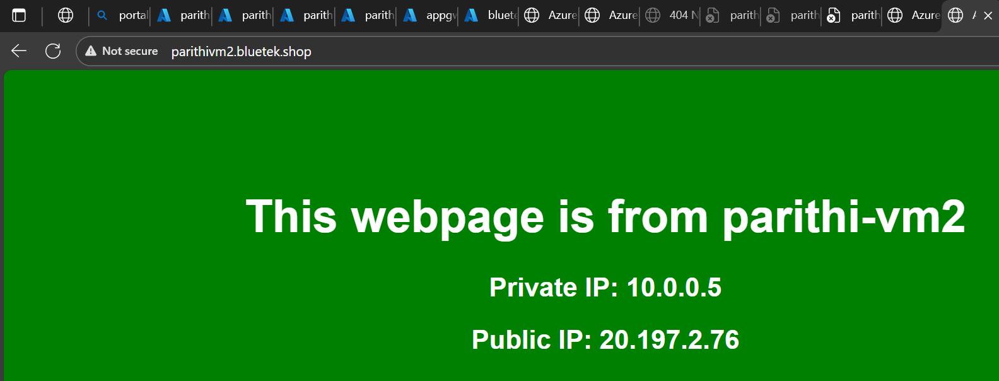 portal parith parith parith parith appgw bluete Azure Azure 404 N parith parith parith Azure A
Not secure parithivm2.bluetek.shop
This webpage is from parithi-vm2
Private IP: 10.0.0.5
Public IP: 20.197.2.76